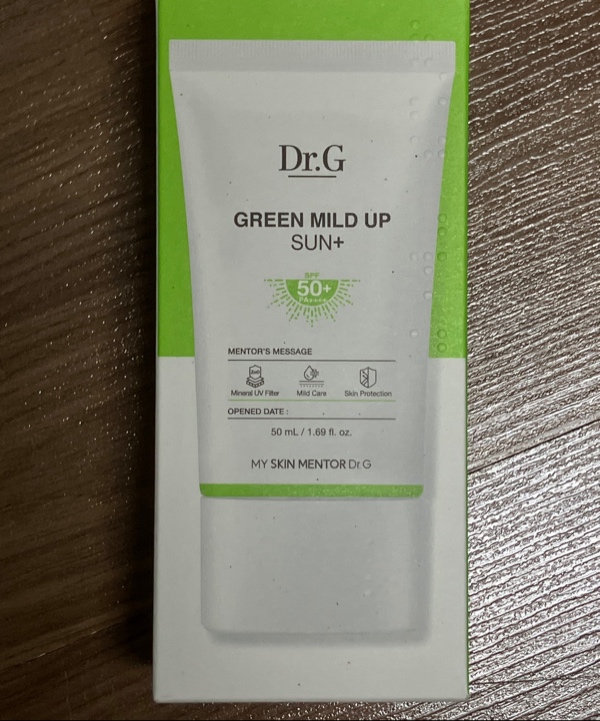 Dr.G
GREEN MILD UP
SUN+
SPF
50+
PA++++
MENTOR'S MESSAGE
Mineral UV Filter Mild Care Skin Protection
OPENED DATE :
50 mL / 1.69 fl. oz.
MY SKIN MENTOR Dr.G